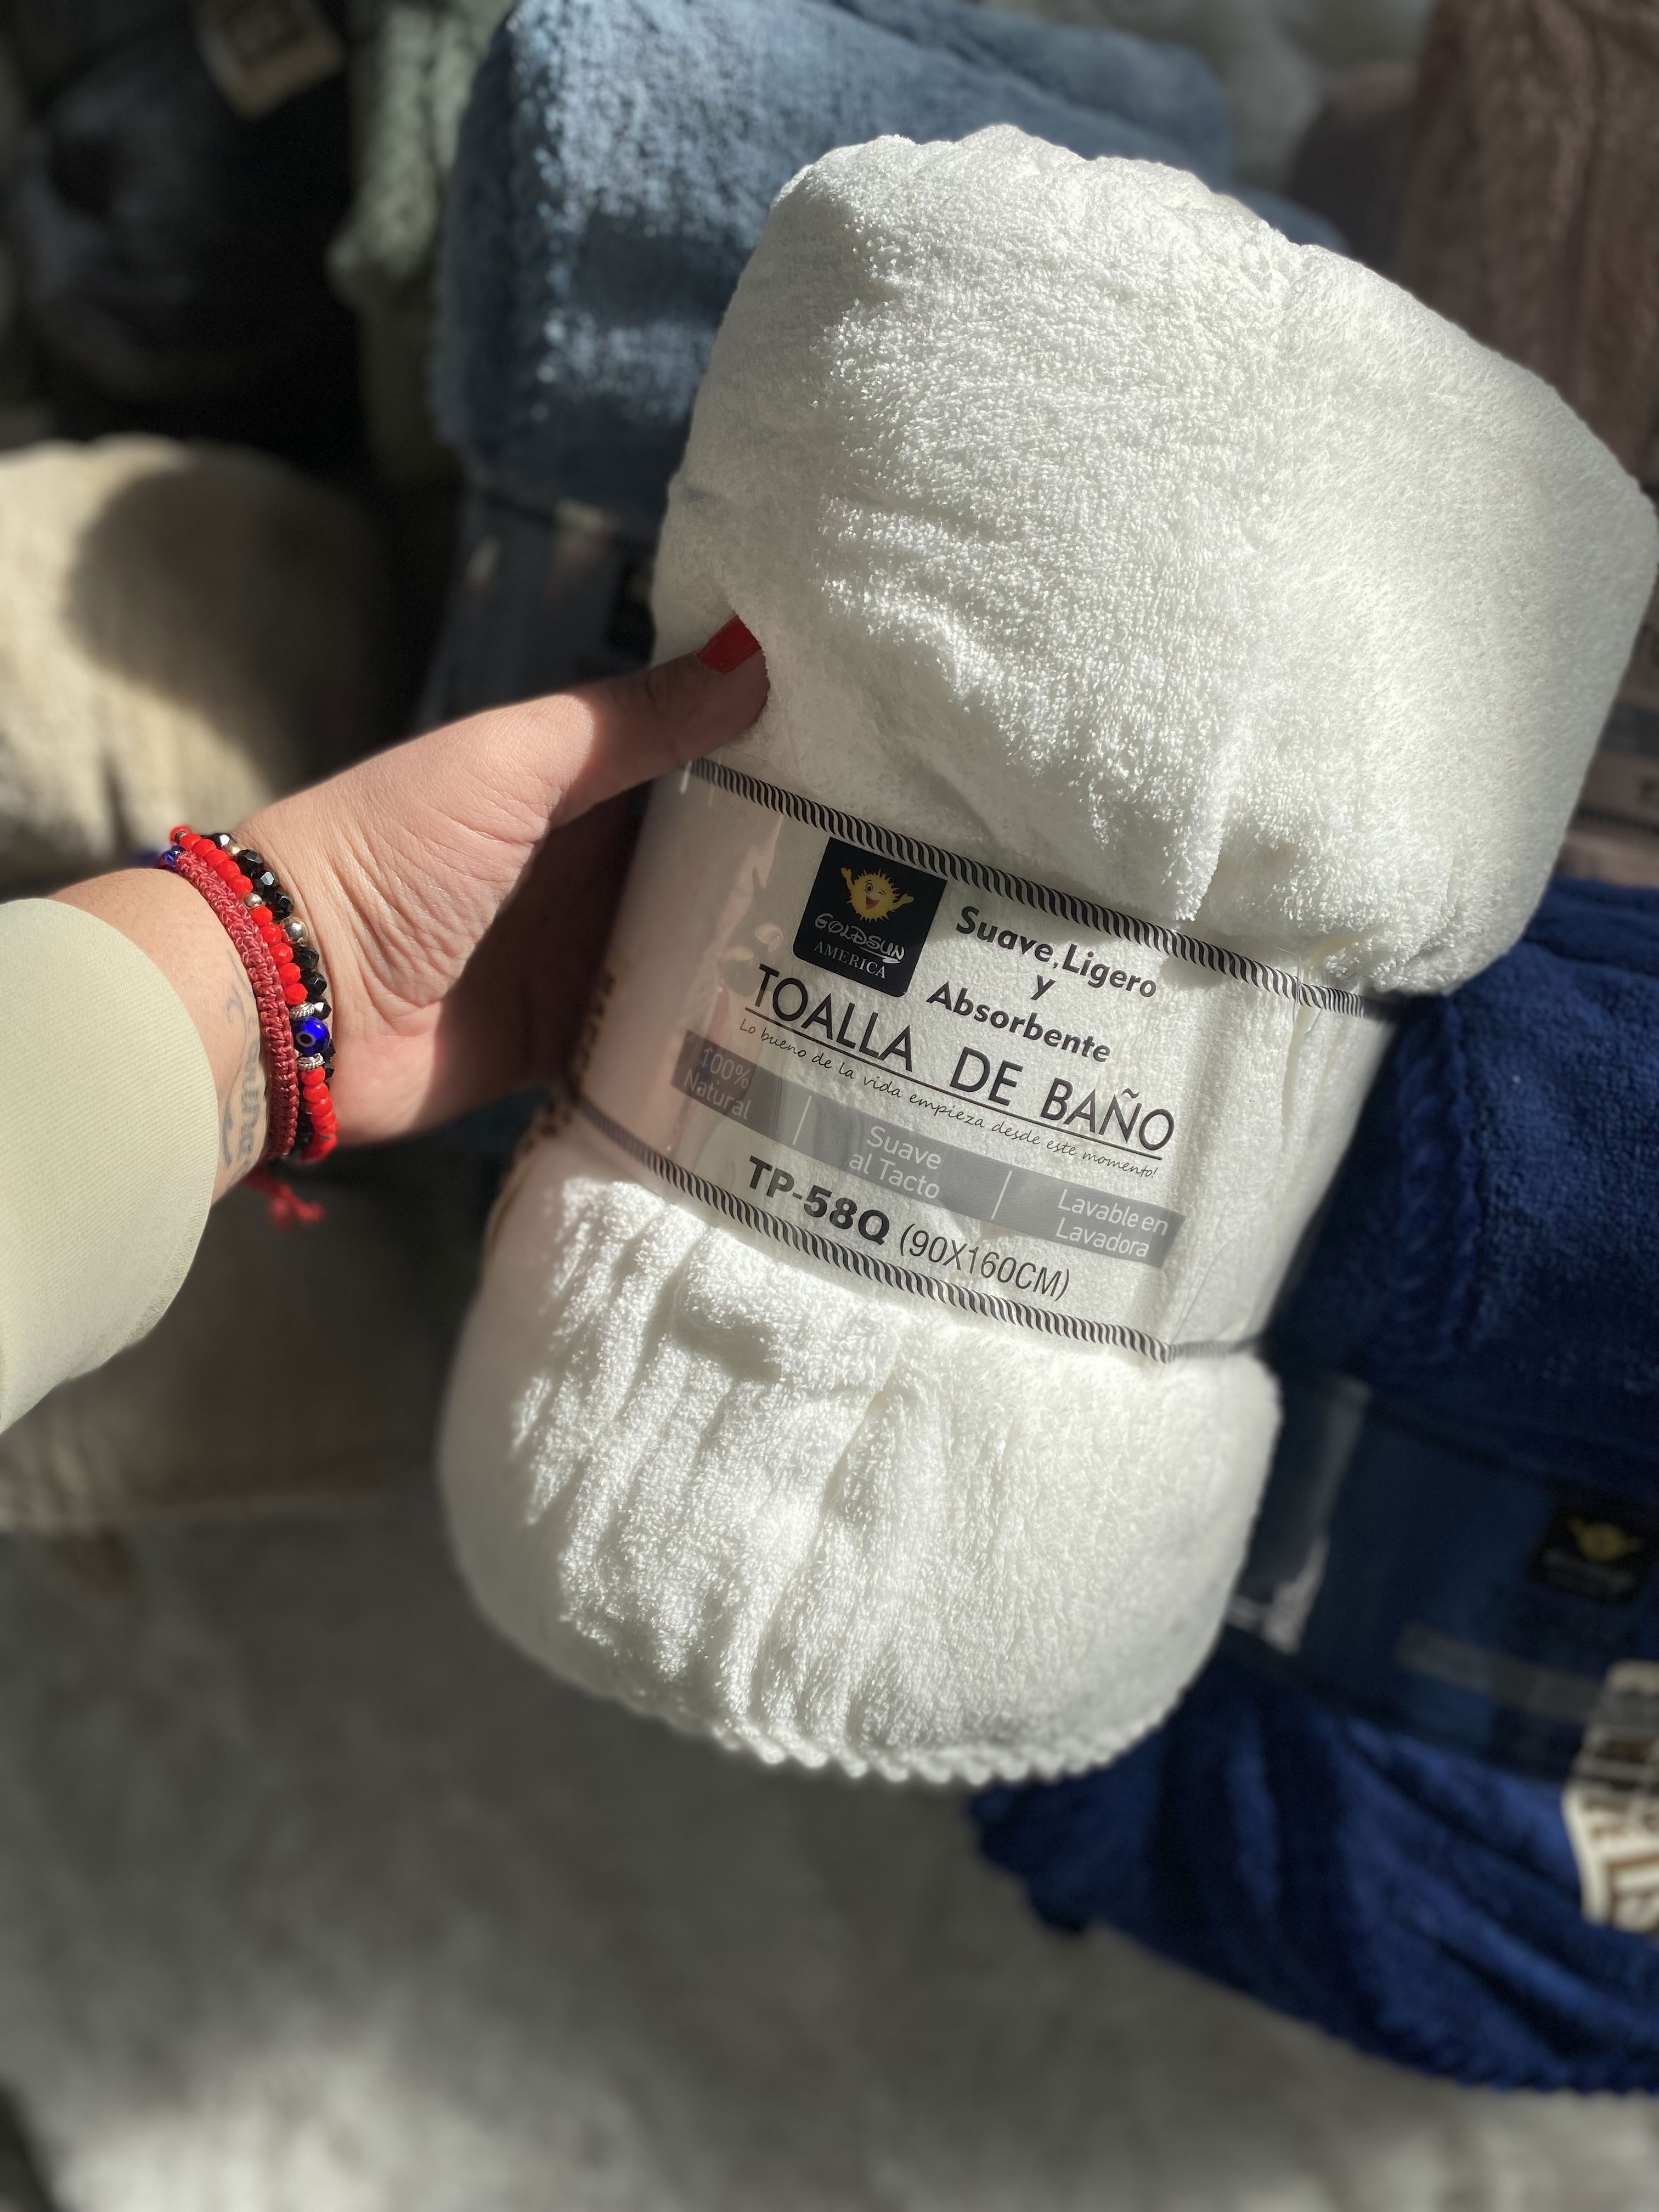 GOLDSUN
AMERICA
Suave,Ligero
y
Absorbente
TOALLA DE BAÑO
Lo bueno de la vida empieza desde este momento!
100%
Natural
Suave
al Tacto
Lavable en
Lavadora
TP-58Q (90X160CM)